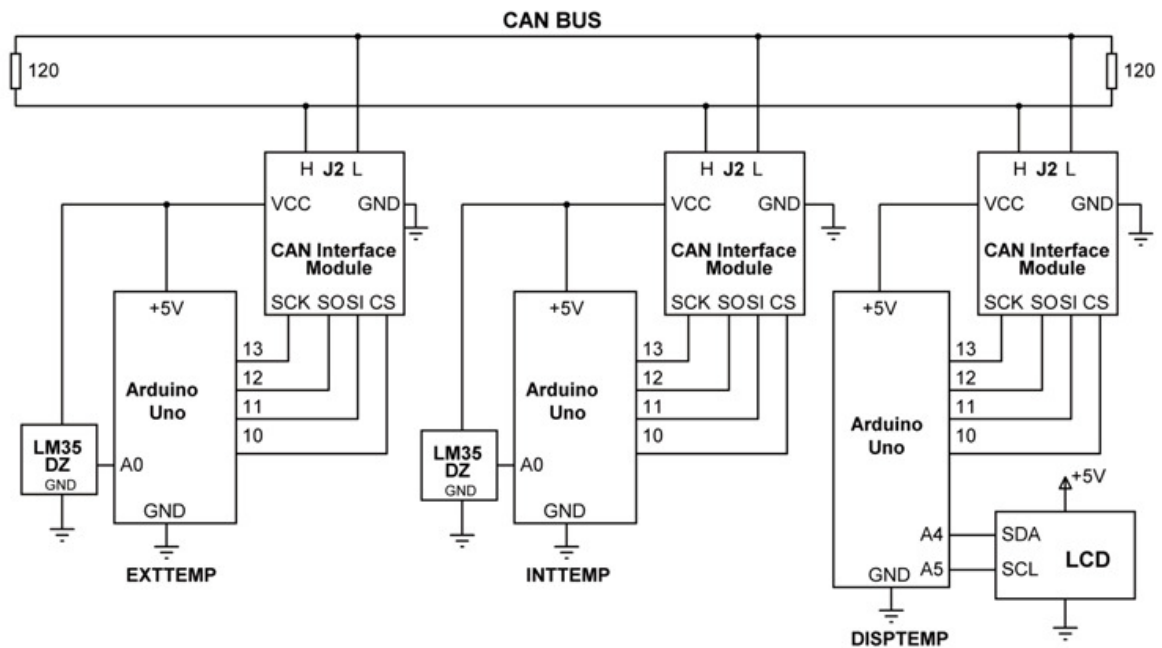 CAN BUS
120
120
H J2 L
VCC GND
CAN Interface
Module
SCK SO SI CS
+5V
13
12
11
10
Arduino
Uno
LM35
DZ
GND
A0
GND
EXTTEMP
H J2 L
VCC GND
CAN Interface
Module
SCK SO SI CS
+5V
13
12
11
10
Arduino
Uno
LM35
DZ
GND
A0
GND
INTTEMP
H J2 L
VCC GND
CAN Interface
Module
SCK SO SI CS
+5V
13
12
11
10
Arduino
Uno
+5V
A4
A5
SDA
SCL
LCD
GND
DISPTEMP